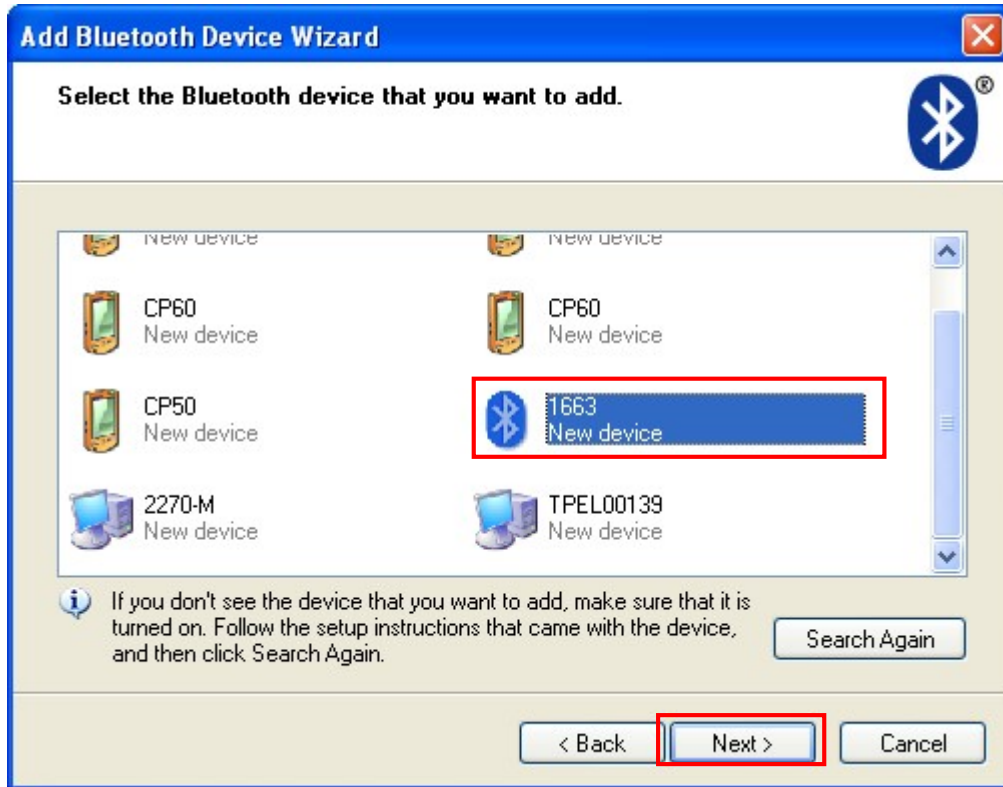 Add Bluetooth Device Wizard
Select the Bluetooth device that you want to add.
®
New device New device
CP60 CP60
New device New device
CP50 1663
New device New device
2270-M TPEL00139
New device New device
If you don't see the device that you want to add, make sure that it is
turned on. Follow the setup instructions that came with the device,
and then click Search Again.
Search Again
< Back Next > Cancel